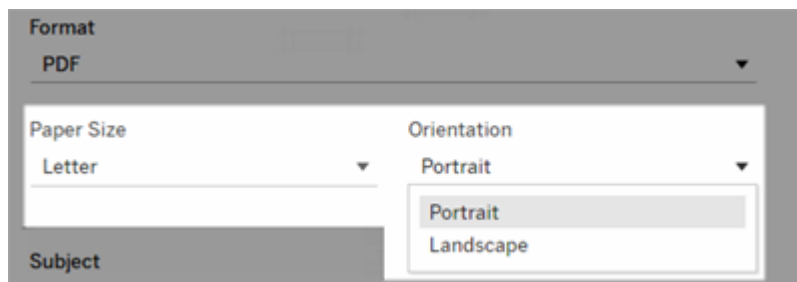 Format
PDF
Paper Size
Letter
Orientation
Portrait
Portrait
Landscape
Subject